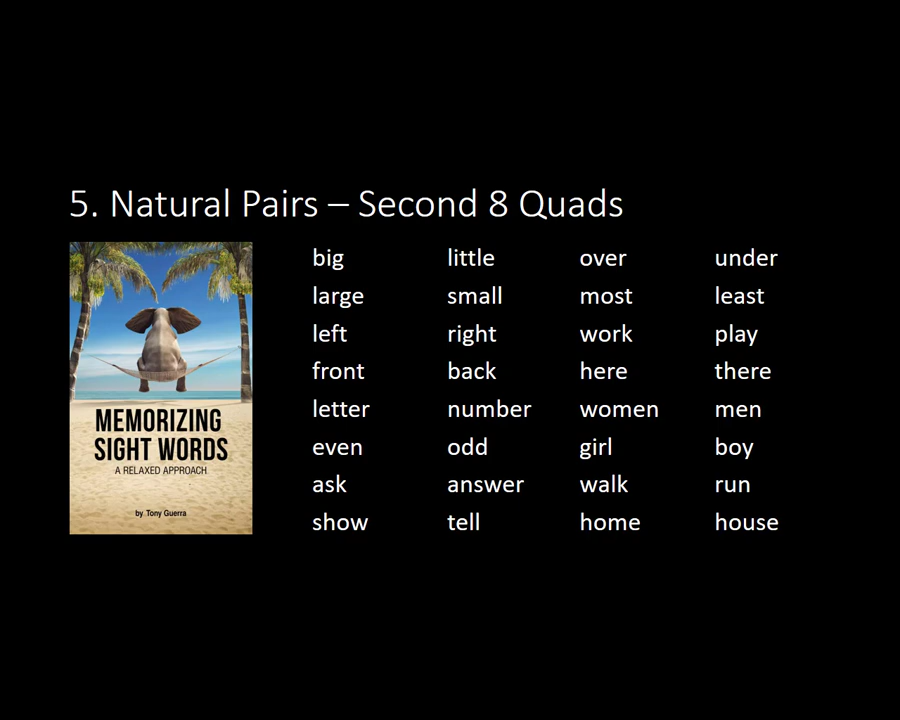 5. Natural Pairs – Second 8 Quads
MEMORIZING
SIGHT WORDS
A RELAXED APPROACH
by Tony Guerra
big little over under
large small most least
left right work play
front back here there
letter number women men
even odd girl boy
ask answer walk run
show tell home house